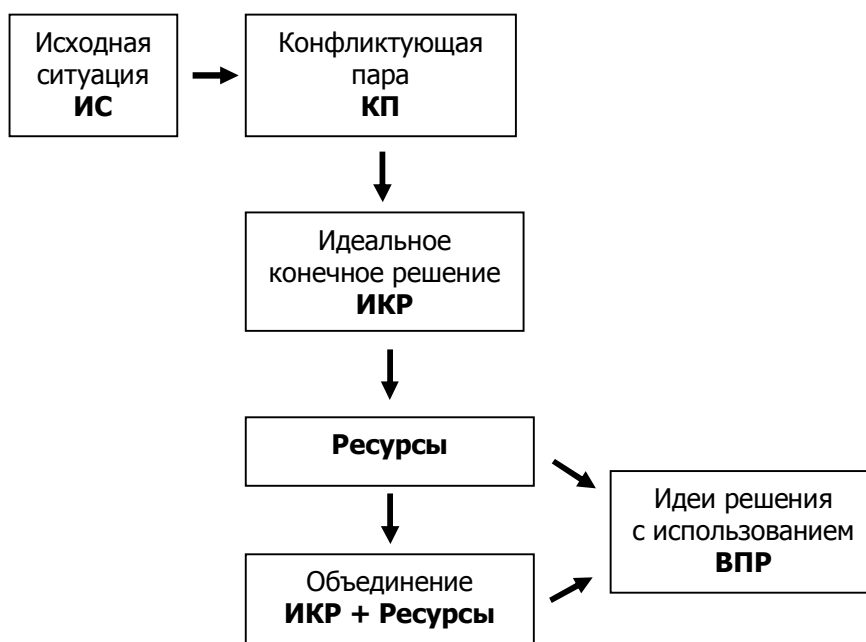 Исходная
ситуация
ИС
Конфликтующая
пара
КП
Идеальное
конечное решение
ИКР
Ресурсы
Идеи решения
с использованием
ВПР
Объединение
ИКР + Ресурсы